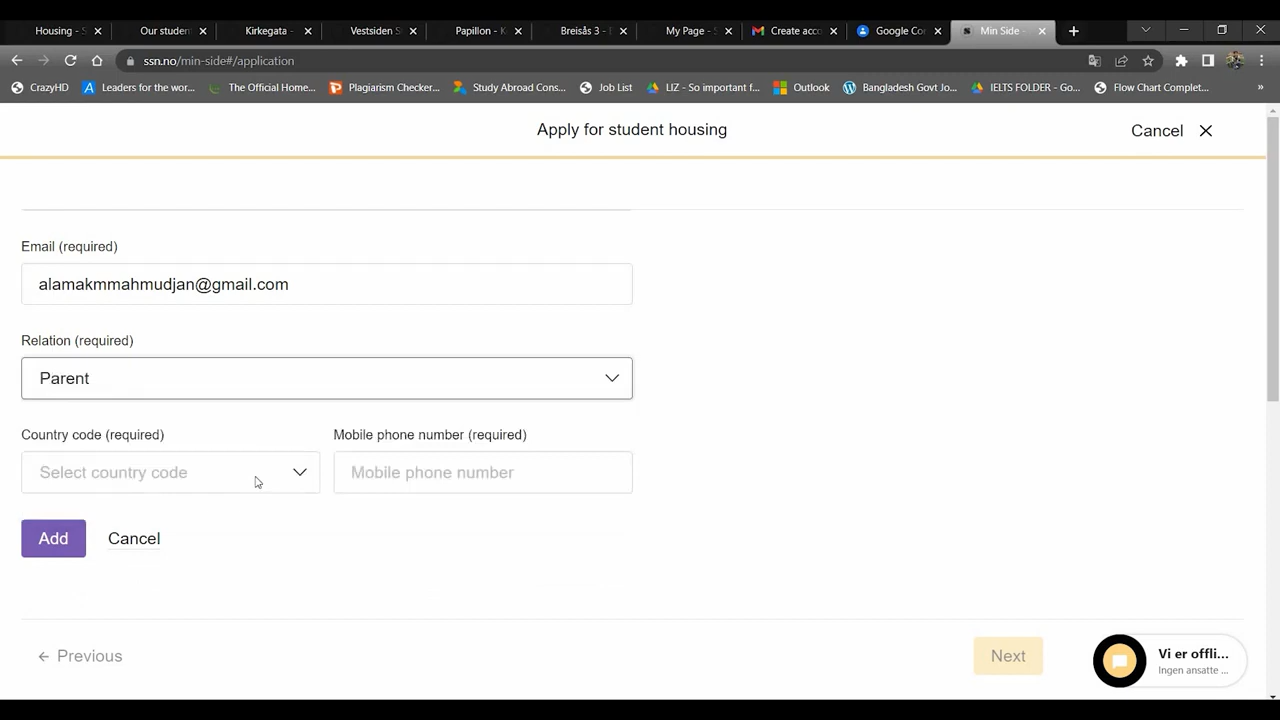 Housing - S
Our studen
Kirkegata -
Vestsiden S
Papillon - K
Breisås 3 - I
My Page - S
Create acco
Google Con
Min Side -
ssn.no/min-side#/application
CrazyHD
Leaders for the wor...
The Official Home...
Plagiarism Checker...
Study Abroad Cons...
Job List
LIZ - So important f...
Outlook
Bangladesh Govt Jo...
IELTS FOLDER - Go...
Flow Chart Complet...
»
Apply for student housing
Cancel
Email (required)
alamakmmahmudjan@gmail.com
Relation (required)
Parent
Country code (required)
Mobile phone number (required)
Select country code
Mobile phone number
Add
Cancel
Previous
Next
Vi er offli...
Ingen ansatte ...